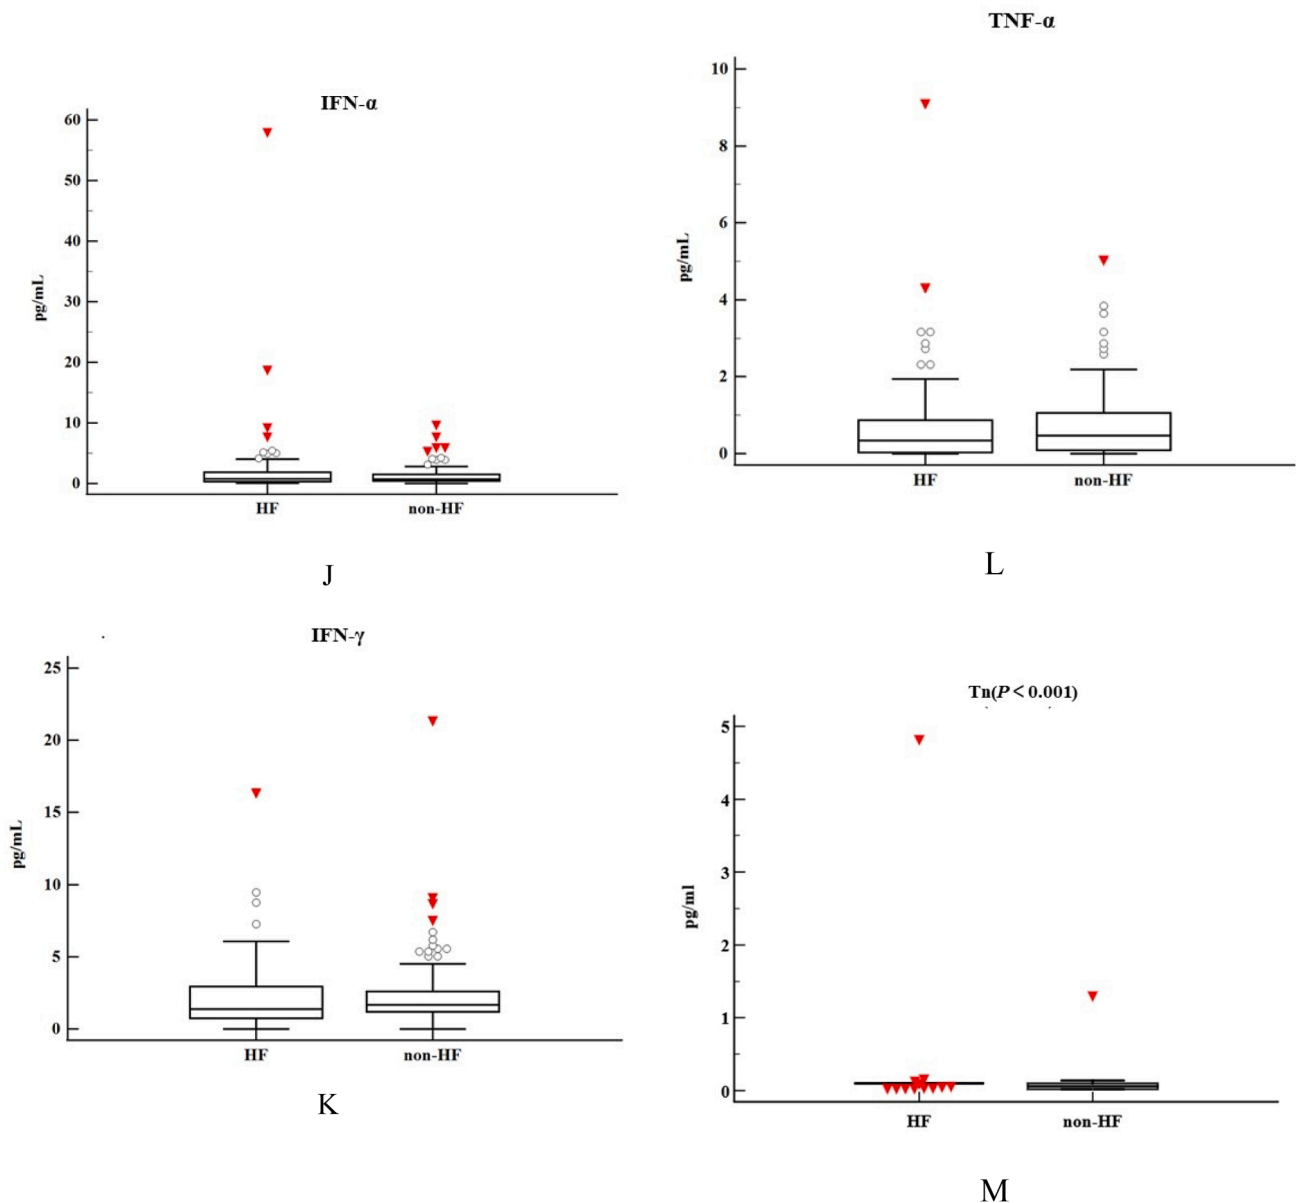 IFN-α
60
50
40
30
20
10
0
pg/mL
HF non-HF
J
TNF-α
10
8
6
4
2
0
pg/mL
HF non-HF
L
IFN-γ
25
20
15
10
5
0
pg/mL
HF non-HF
K
Tn(P < 0.001)
5
4
3
2
1
0
pg/ml
HF non-HF
M